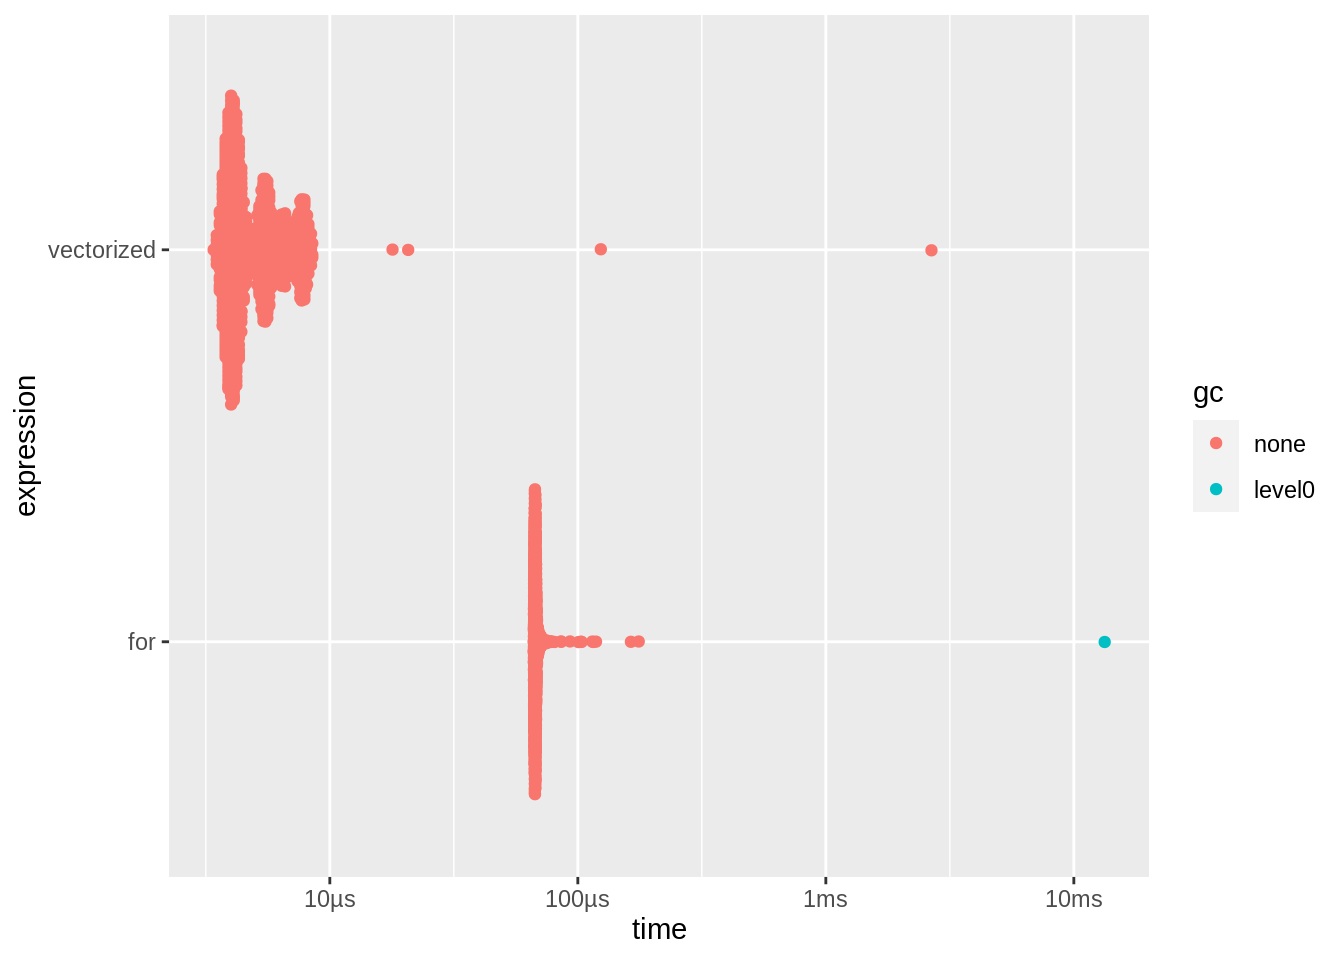 vectorized
for
expression
10µs
100µs
1ms
10ms
time
gc
none
level0